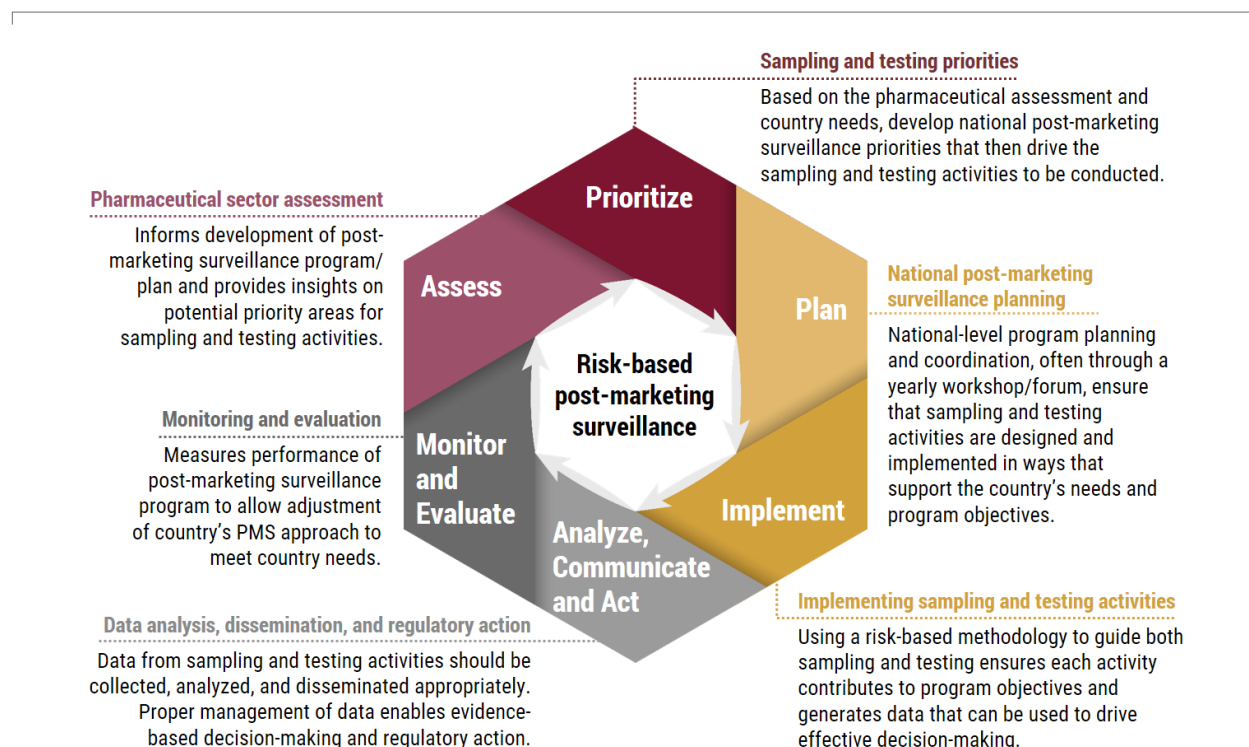 Sampling and testing priorities
Based on the pharmaceutical assessment and
country needs, develop national post-marketing
surveillance priorities that then drive the
sampling and testing activities to be conducted.
Prioritize
Pharmaceutical sector assessment
Informs development of post-
marketing surveillance program/
plan and provides insights on
potential priority areas for
sampling and testing activities.
Assess
Plan
National post-marketing
surveillance planning
National-level program planning
and coordination, often through a
yearly workshop/forum, ensure
that sampling and testing
activities are designed and
implemented in ways that
support the country's needs and
program objectives.
Risk-based
post-marketing
surveillance
Monitoring and evaluation
Measures performance of
post-marketing surveillance
program to allow adjustment
of country's PMS approach to
meet country needs.
Monitor
and
Evaluate
Implement
Analyze,
Communicate
and Act
Implementing sampling and testing activities
Using a risk-based methodology to guide both
sampling and testing ensures each activity
contributes to program objectives and
generates data that can be used to drive
effective decision-making.
Data analysis, dissemination, and regulatory action
Data from sampling and testing activities should be
collected, analyzed, and disseminated appropriately.
Proper management of data enables evidence-
based decision-making and regulatory action.